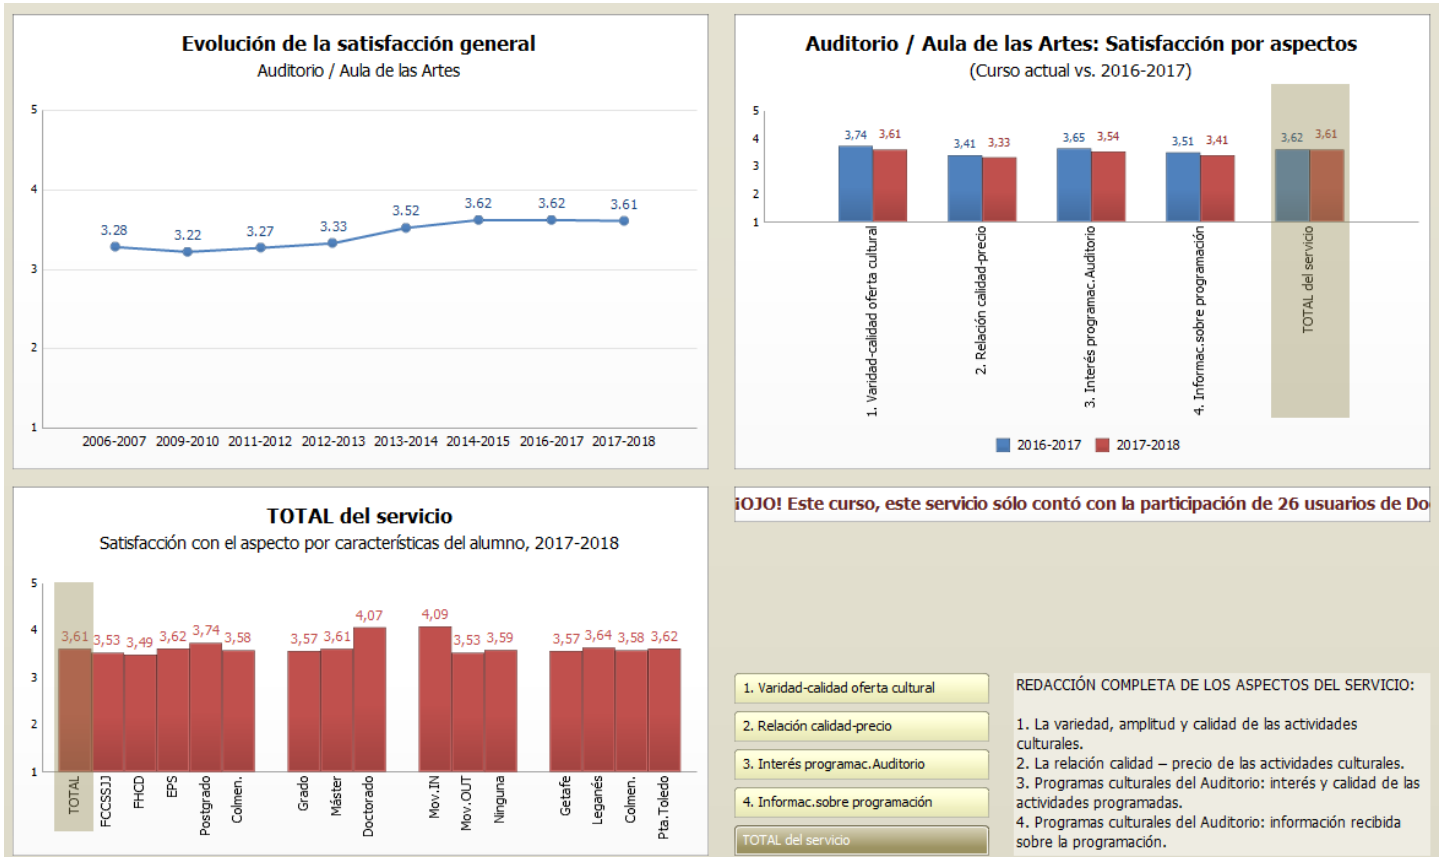 Evolución de la satisfacción general
Auditorio / Aula de las Artes
5
4
3
2
1
3.28
3.22
3.27
3.33
3.52
3.62
3.62
3.61
2006-2007 2009-2010 2011-2012 2012-2013 2013-2014 2014-2015 2016-2017 2017-2018
Auditorio / Aula de las Artes: Satisfacción por aspectos
(Curso actual vs. 2016-2017)
5
4
3
2
1
3,74 3,61
3,41 3,33
3,65 3,54
3,51 3,41
3,62 3,61
1. Varidad-calidad oferta cultural
2. Relación calidad-precio
3. Interés programac.Auditorio
4. Informac.sobre programación
TOTAL del servicio
2016-2017 2017-2018
TOTAL del servicio
Satisfacción con el aspecto por características del alumno, 2017-2018
5
4
3
2
1
3,61 3,53 3,49 3,62 3,74 3,58
3,57 3,61 4,07
4,09 3,53 3,59
3,57 3,64 3,58 3,62
TOTAL
FCCSSJJ
FHCD
EPS
Postgrado
Colmen.
Grado
Máster
Doctorado
Mov.IN
Mov.OUT
Ninguna
Getafe
Leganés
Colmen.
Pta.Toledo
¡OJO! Este curso, este servicio sólo contó con la participación de 26 usuarios de Do
1. Varidad-calidad oferta cultural
2. Relación calidad-precio
3. Interés programac.Auditorio
4. Informac.sobre programación
TOTAL del servicio
REDACCIÓN COMPLETA DE LOS ASPECTOS DEL SERVICIO:
1. La variedad, amplitud y calidad de las actividades
culturales.
2. La relación calidad – precio de las actividades culturales.
3. Programas culturales del Auditorio: interés y calidad de las
actividades programadas.
4. Programas culturales del Auditorio: información recibida
sobre la programación.